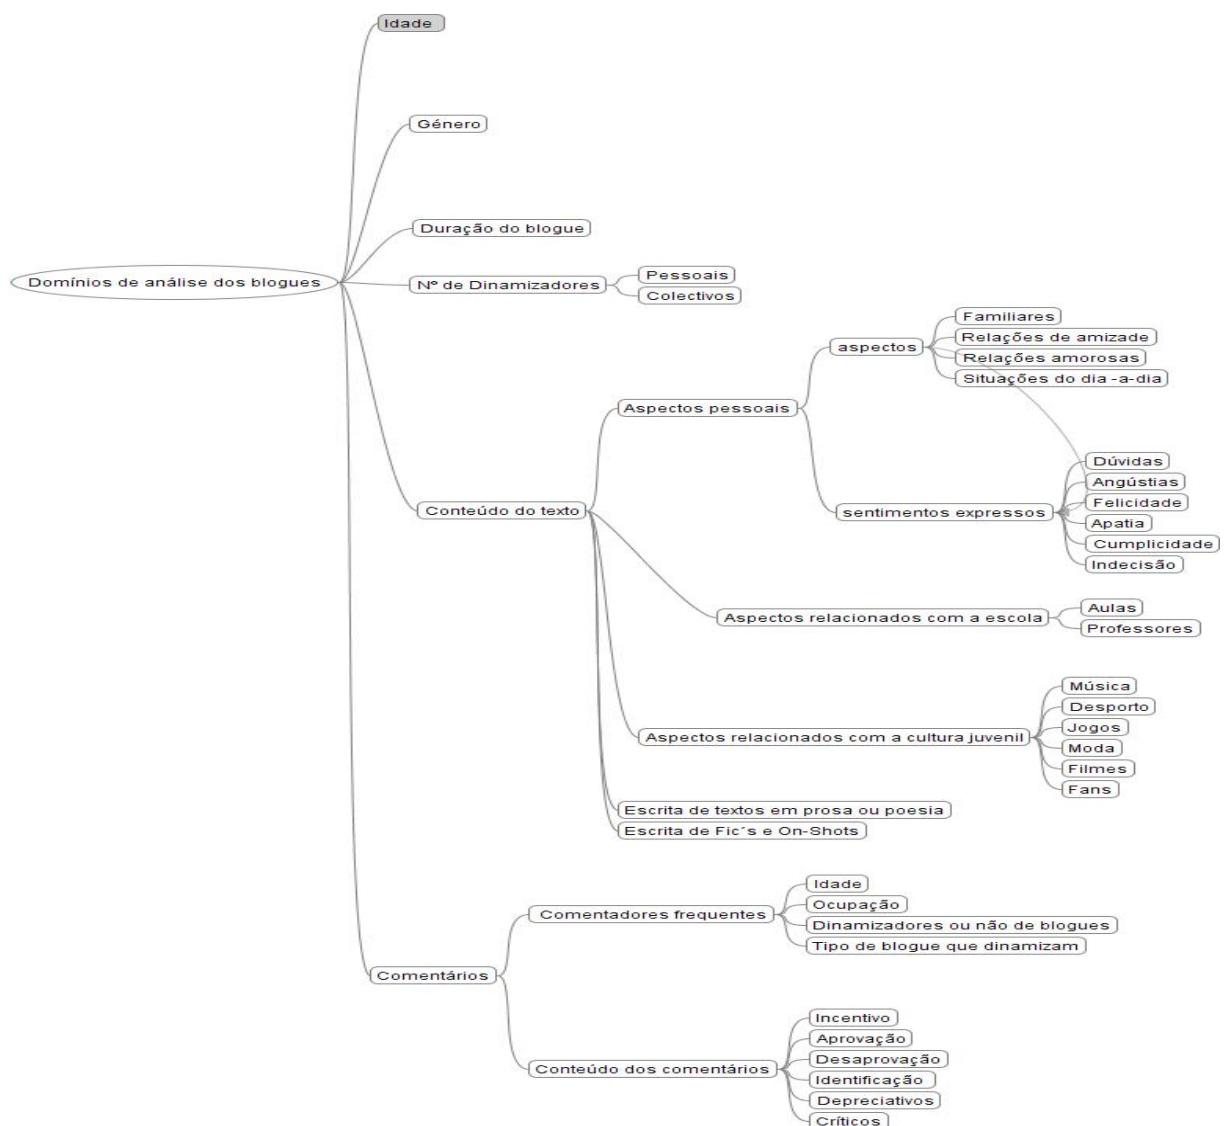 Idade
Género
Duração do blogue
Domínios de análise dos blogues
Nº de Dinamizadores
Pessoais
Colectivos
Conteúdo do texto
Aspectos pessoais
aspectos
Familiares
Relações de amizade
Relações amorosas
Situações do dia -a-dia
sentimentos expressos
Dúvidas
Angústias
Felicidade
Apatia
Cumplicidade
Indecisão
Aspectos relacionados com a escola
Aulas
Professores
Aspectos relacionados com a cultura juvenil
Música
Desporto
Jogos
Moda
Filmes
Fans
Escrita de textos em prosa ou poesia
Escrita de Fic´s e On-Shots
Comentários
Comentadores frequentes
Idade
Ocupação
Dinamizadores ou não de blogues
Tipo de blogue que dinamizam
Conteúdo dos comentários
Incentivo
Aprovação
Desaprovação
Identificação
Depreciativos
Críticos